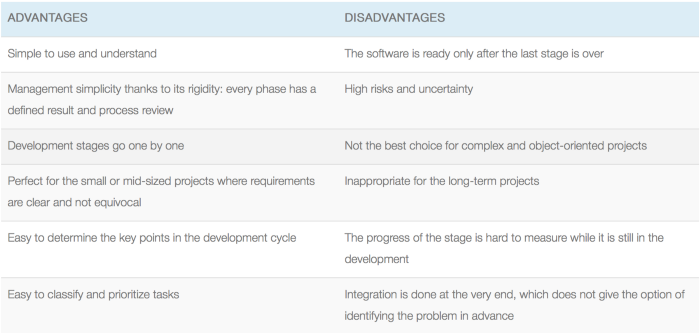 ADVANTAGES
DISADVANTAGES
Simple to use and understand
The software is ready only after the last stage is over
Management simplicity thanks to its rigidity: every phase has a
defined result and process review
High risks and uncertainty
Development stages go one by one
Not the best choice for complex and object-oriented projects
Perfect for the small or mid-sized projects where requirements
are clear and not equivocal
Inappropriate for the long-term projects
Easy to determine the key points in the development cycle
The progress of the stage is hard to measure while it is still in the
development
Easy to classify and prioritize tasks
Integration is done at the very end, which does not give the option of
identifying the problem in advance